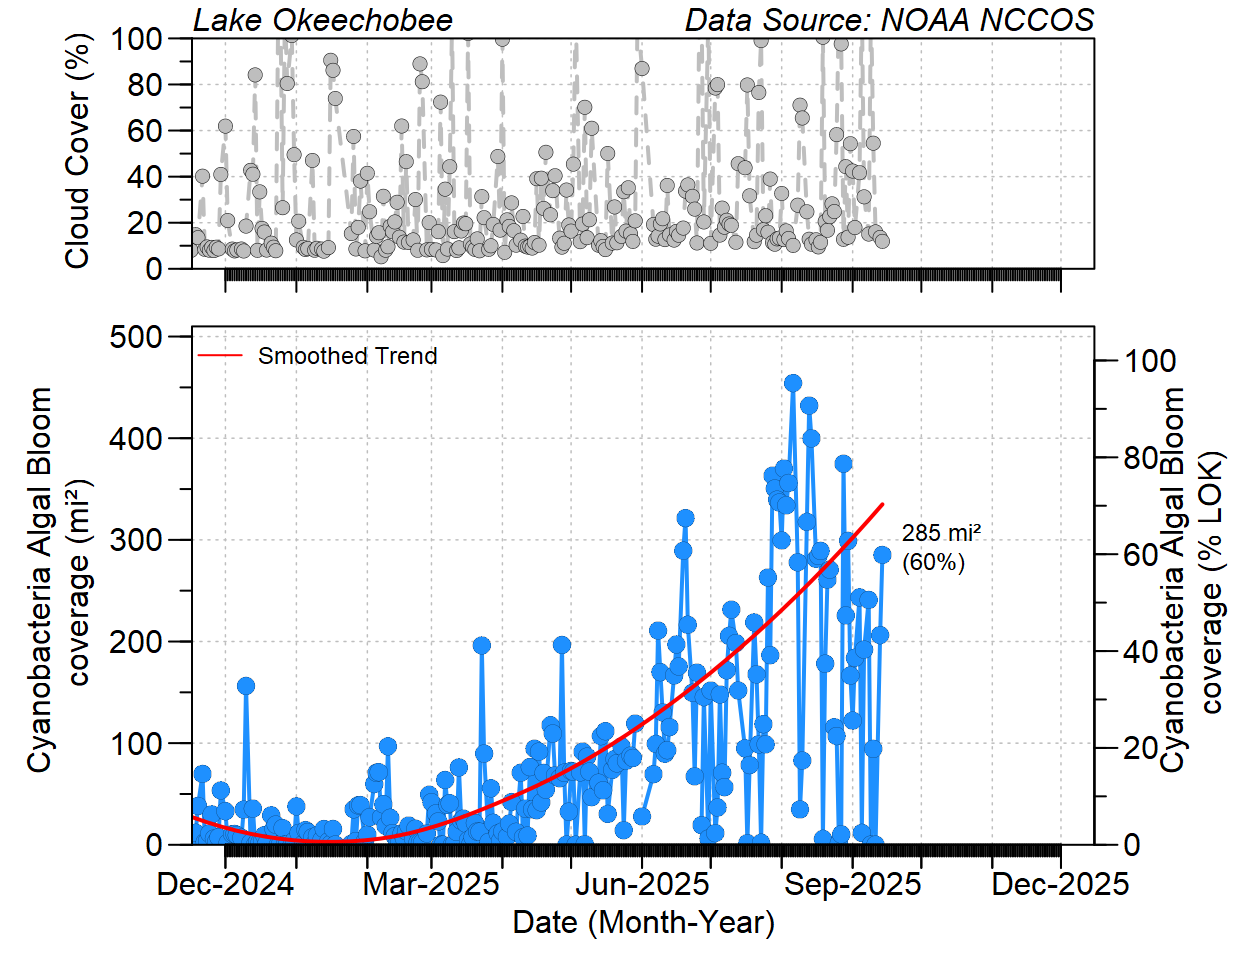 Lake Okeechobee
Data Source: NOAA NCCOS
Cloud Cover (%)
100
80
60
40
20
0
Cyanobacteria Algal Bloom
coverage (mi²)
500
400
300
200
100
0
Smoothed Trend
285 mi²
(60%)
100
80
60
40
20
0
Cyanobacteria Algal Bloom
coverage (% LOK)
Dec-2024
Mar-2025
Jun-2025
Sep-2025
Dec-2025
Date (Month-Year)